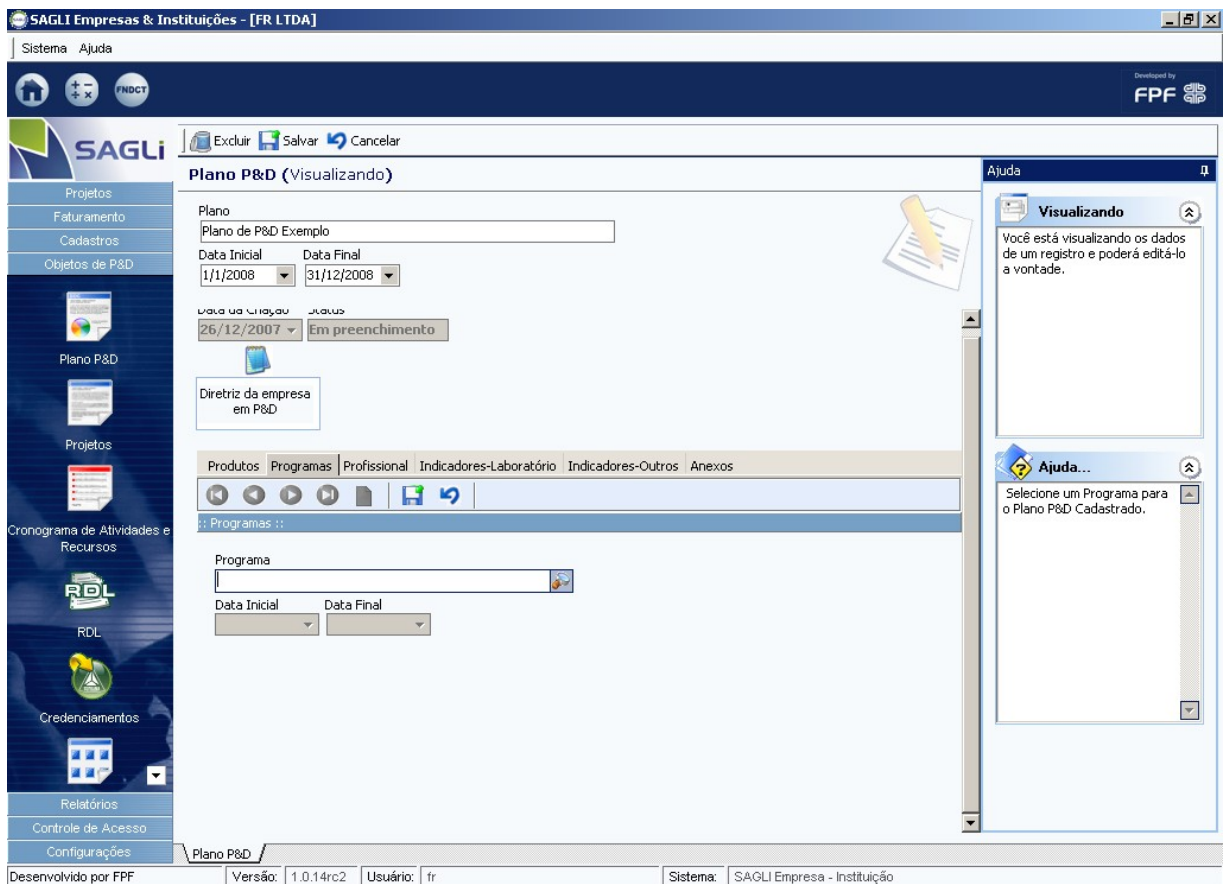 SAGLI Empresas & Instituições - [FR LTDA]
Sistema Ajuda
FNDCT
Developed by
FPF
SAGLi
Excluir Salvar Cancelar
Plano P&D (Visualizando)
Projetos
Faturamento
Cadastros
Objetos de P&D
Plano P&D
Projetos
Cronograma de Atividades e
Recursos
RDL
RDL
Credenciamentos
Relatórios
Controle de Acesso
Configurações
Plano
Plano de P&D Exemplo
Data Inicial Data Final
1/1/2008 31/12/2008
Data da Criação Status
26/12/2007 Em preenchimento
Diretriz da empresa
em P&D
Produtos Programas Profissional Indicadores-Laboratório Indicadores-Outros Anexos
:: Programas ::
Programa
Data Inicial Data Final
Ajuda
Visualizando
Você está visualizando os dados
de um registro e poderá editá-lo
a vontade.
Ajuda...
Selecione um Programa para
o Plano P&D Cadastrado.
Plano P&D
Desenvolvido por FPF Versão: 1.0.14rc2 Usuário: fr Sistema: SAGLI Empresa - Instituição